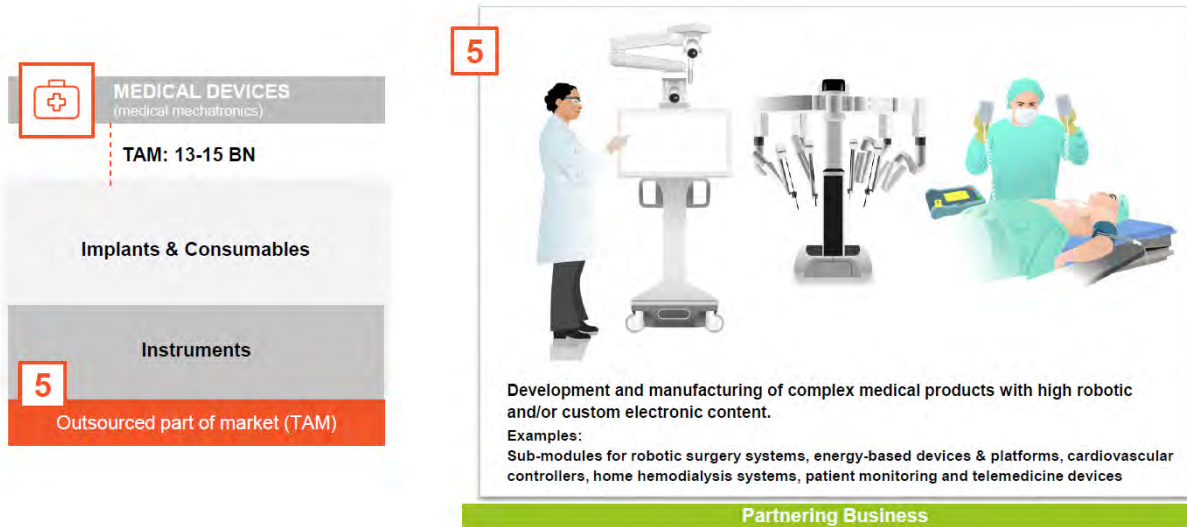 MEDICAL DEVICES
(medical mechatronics)
TAM: 13-15 BN
Implants & Consumables
Instruments
5
Outsourced part of market (TAM)
5
Development and manufacturing of complex medical products with high robotic
and/or custom electronic content.
Examples:
Sub-modules for robotic surgery systems, energy-based devices & platforms, cardiovascular
controllers, home hemodialysis systems, patient monitoring and telemedicine devices
Partnering Business